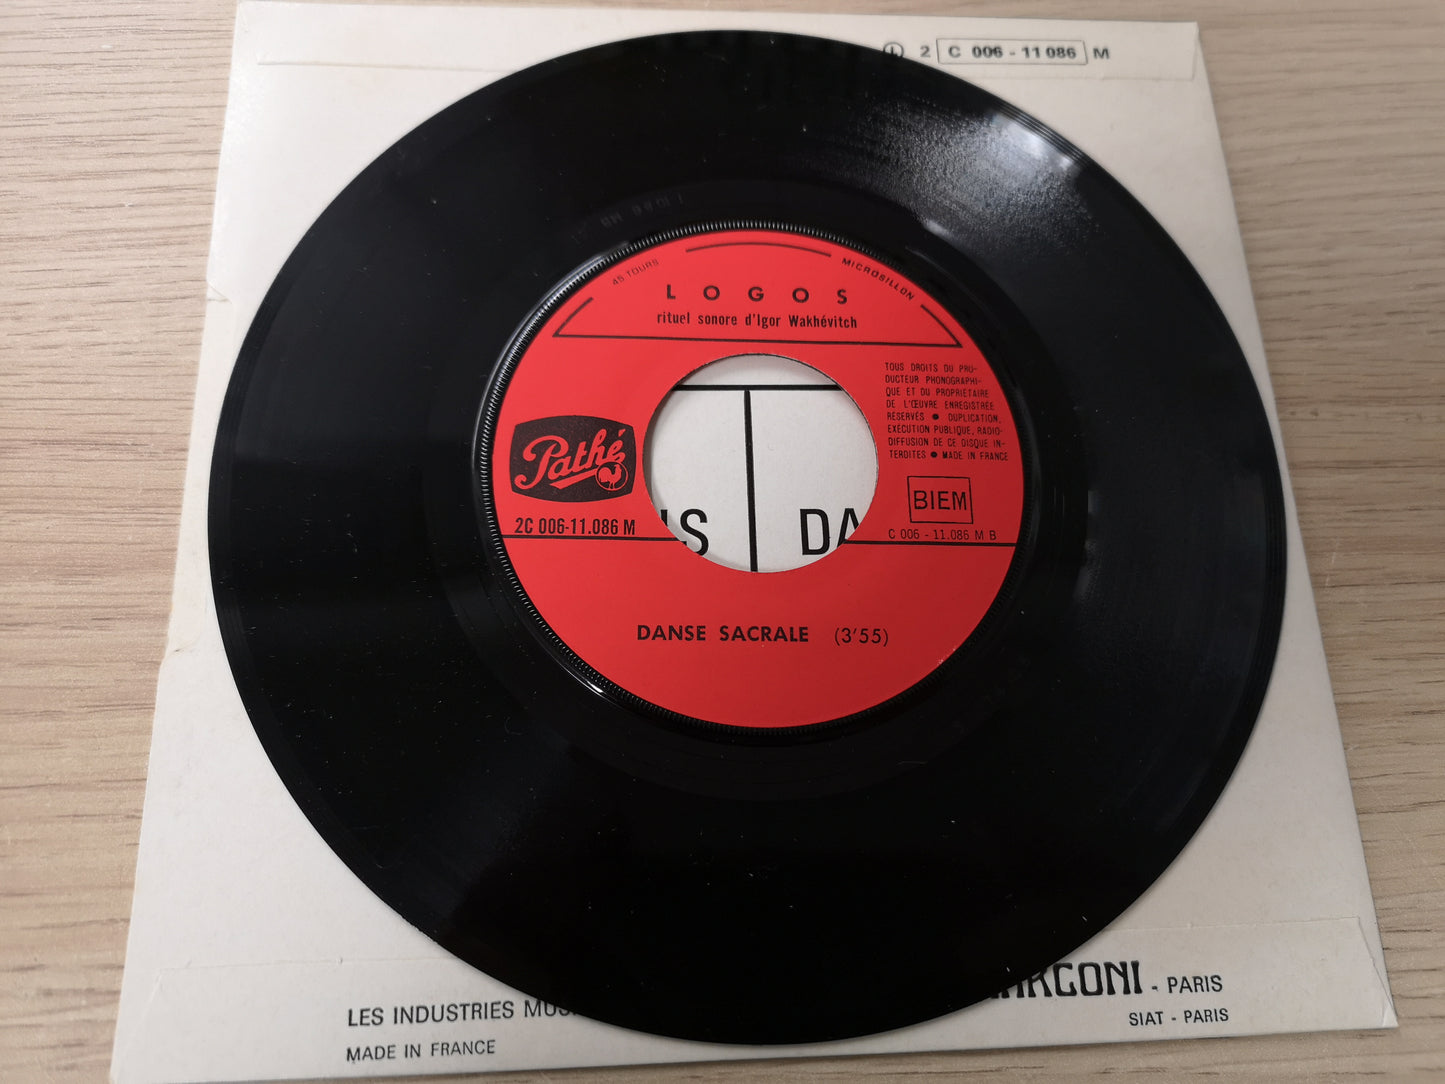 2 C 006 - 11 086 M
45 TOURS
MICROSILLON
LOGOS
rituel sonore d'Igor Wakhévitch
TOUS DROITS DU PRO-
DUCTEUR PHONOGRAPHI-
QUE ET DU PROPRIÉTAIRE
DE L'ŒUVRE ENREGISTRÉE
RÉSERVÉS ● DUPLICATION,
EXÉCUTION PUBLIQUE, RADIO-
DIFFUSION DE CE DISQUE IN-
TERDITES ● MADE IN FRANCE
Pathé
BIEM
2C 006-11.086 M
C 006 - 11.086 M B
DA
DANSE SACRALE (3'55)
LES INDUSTRIES
- PARIS
SIAT - PARIS
MADE IN FRANCE